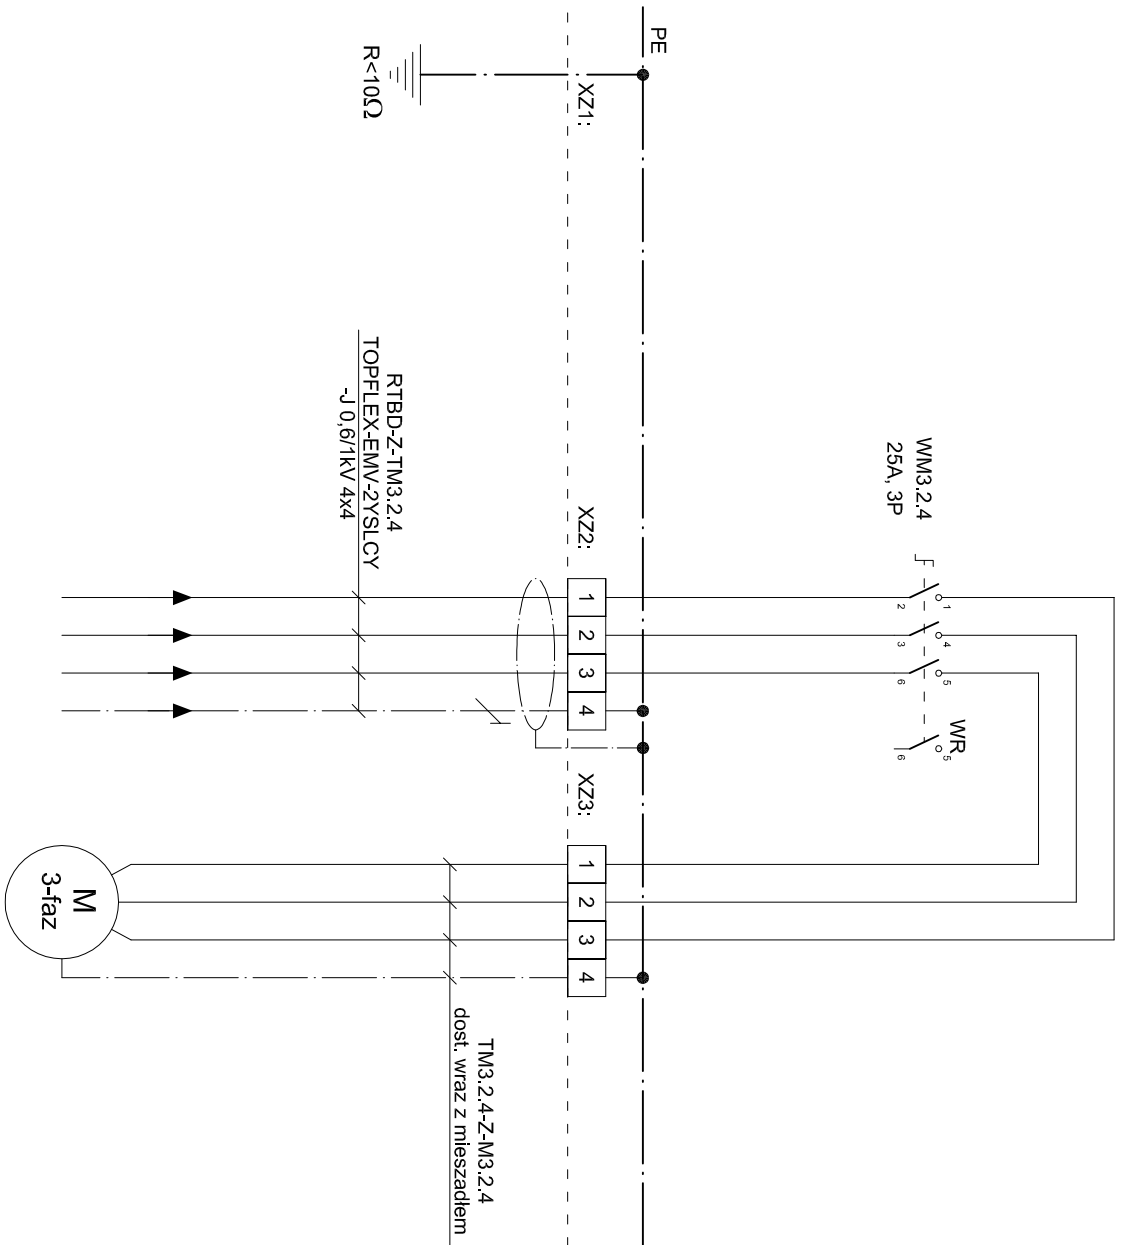 PE
XZ1:
R<10Ω
WM3.2.4
25A, 3P
1
2
4
3
5
6
WR
5
6
RTBD-Z-TM3.2.4
TOPFLEX-EMV-2YSLCY
-J 0,6/1kV 4x4
XZ2:
1
2
3
4
XZ3:
1
2
3
4
TM3.2.4-Z-M3.2.4
dost. wraz z mieszadłem
M
3-faz